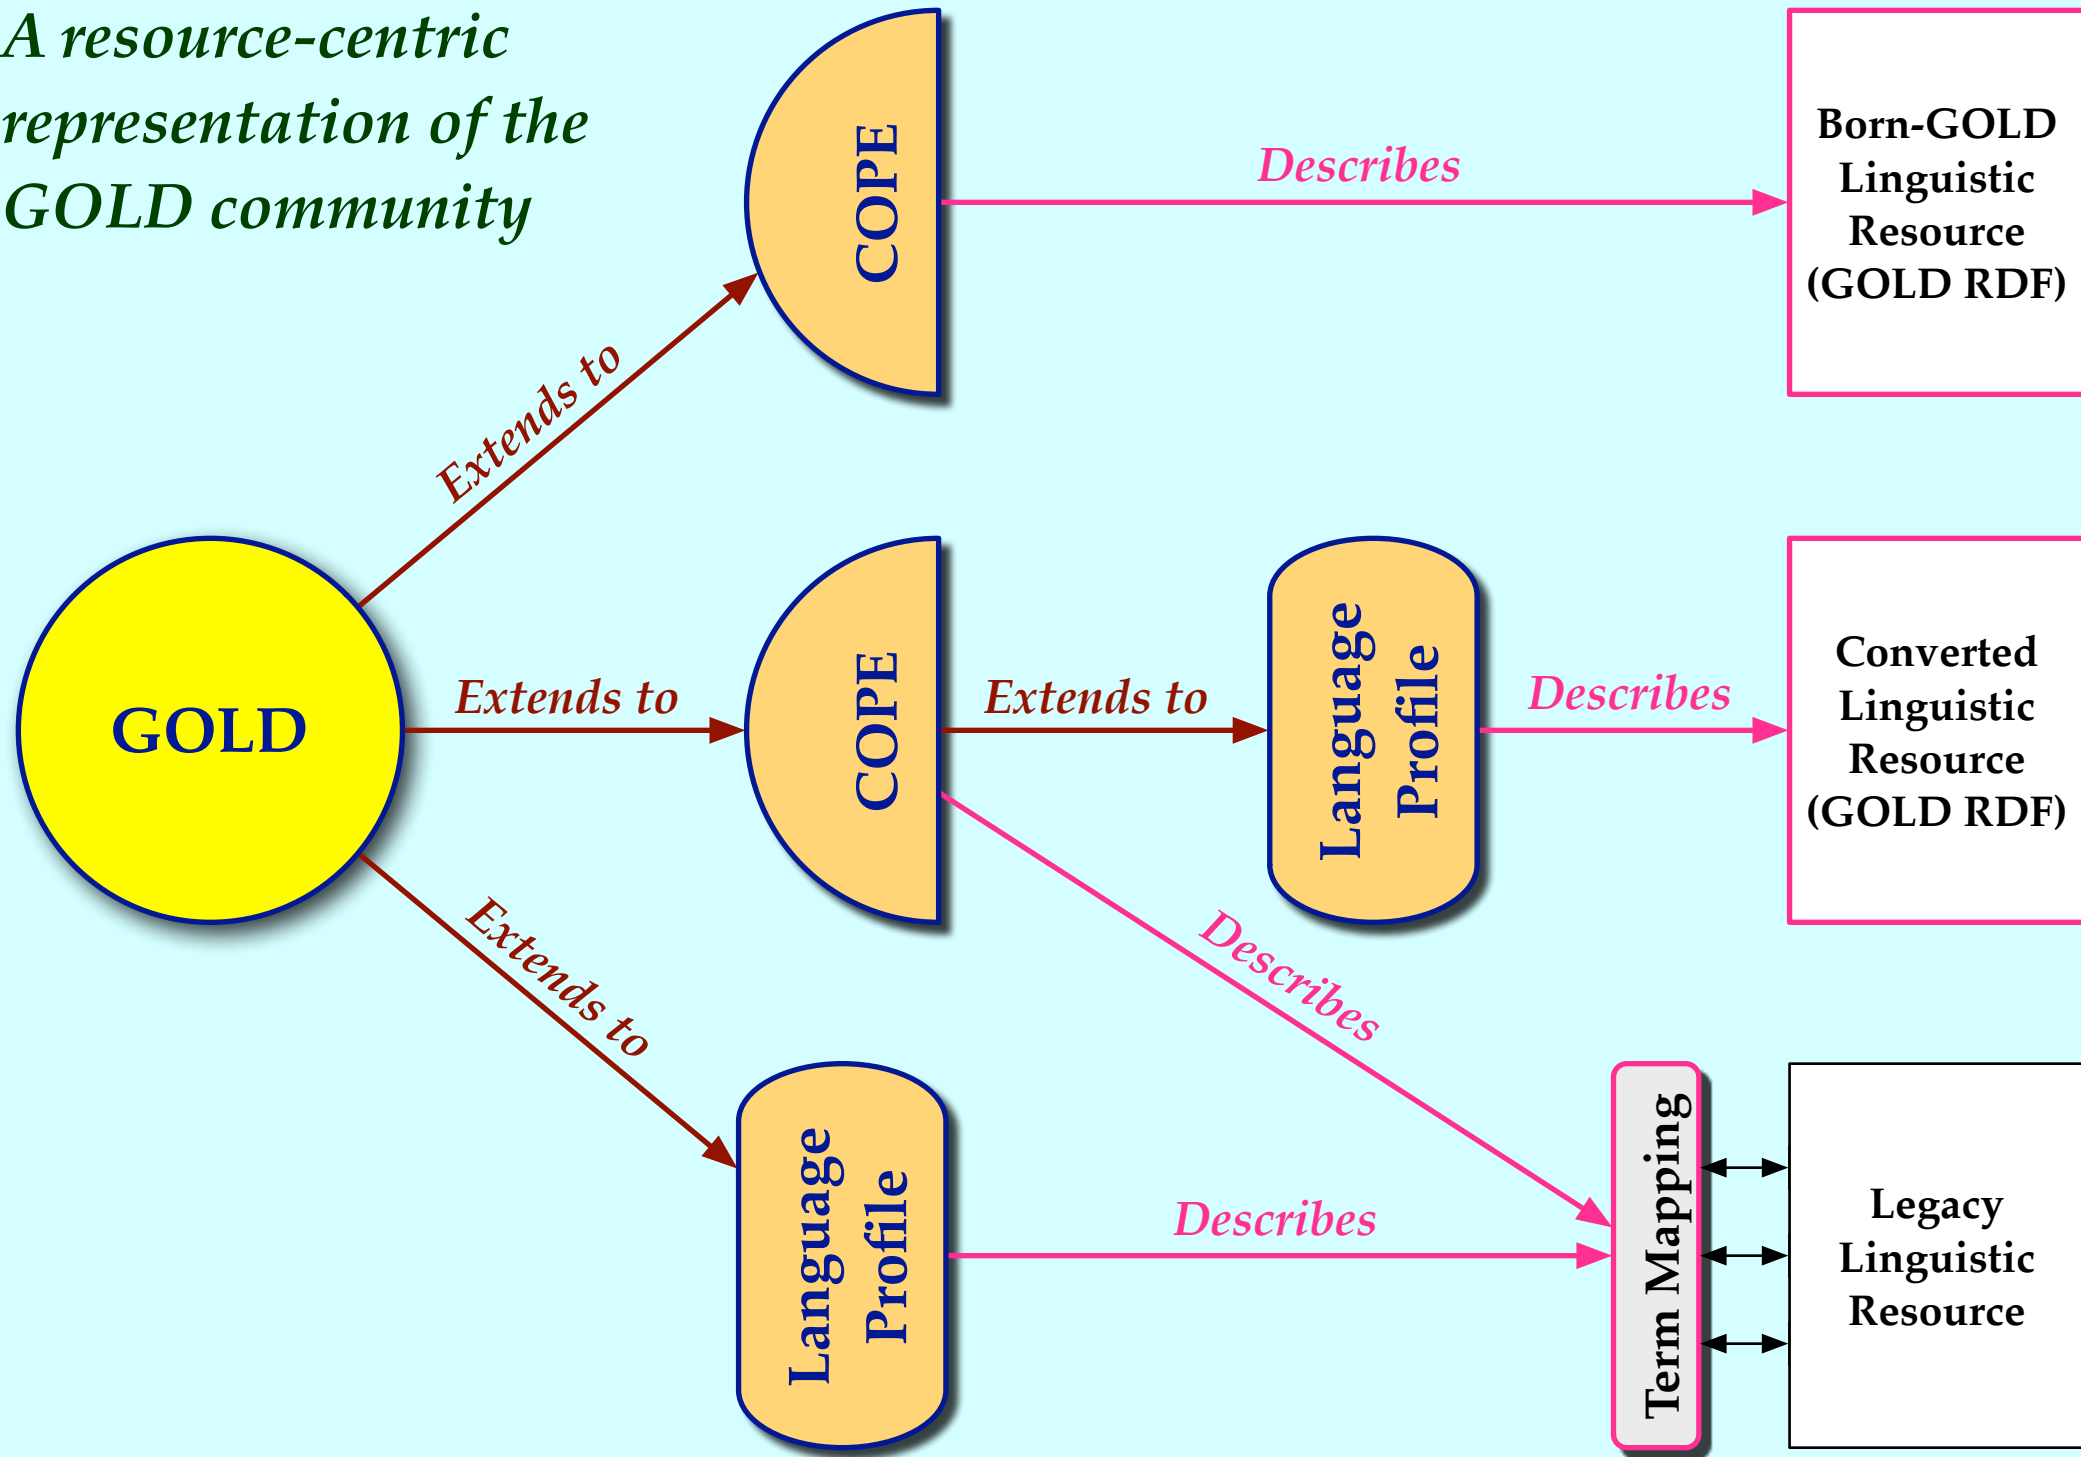 A resource-centric
representation of the
GOLD community
COPE
Describes
Born-GOLD
Linguistic
Resource
(GOLD RDF)
Extends to
GOLD
Extends to
COPE
Extends to
Language
Profile
Describes
Converted
Linguistic
Resource
(GOLD RDF)
Extends to
Describes
Language
Profile
Describes
Term Mapping
Legacy
Linguistic
Resource